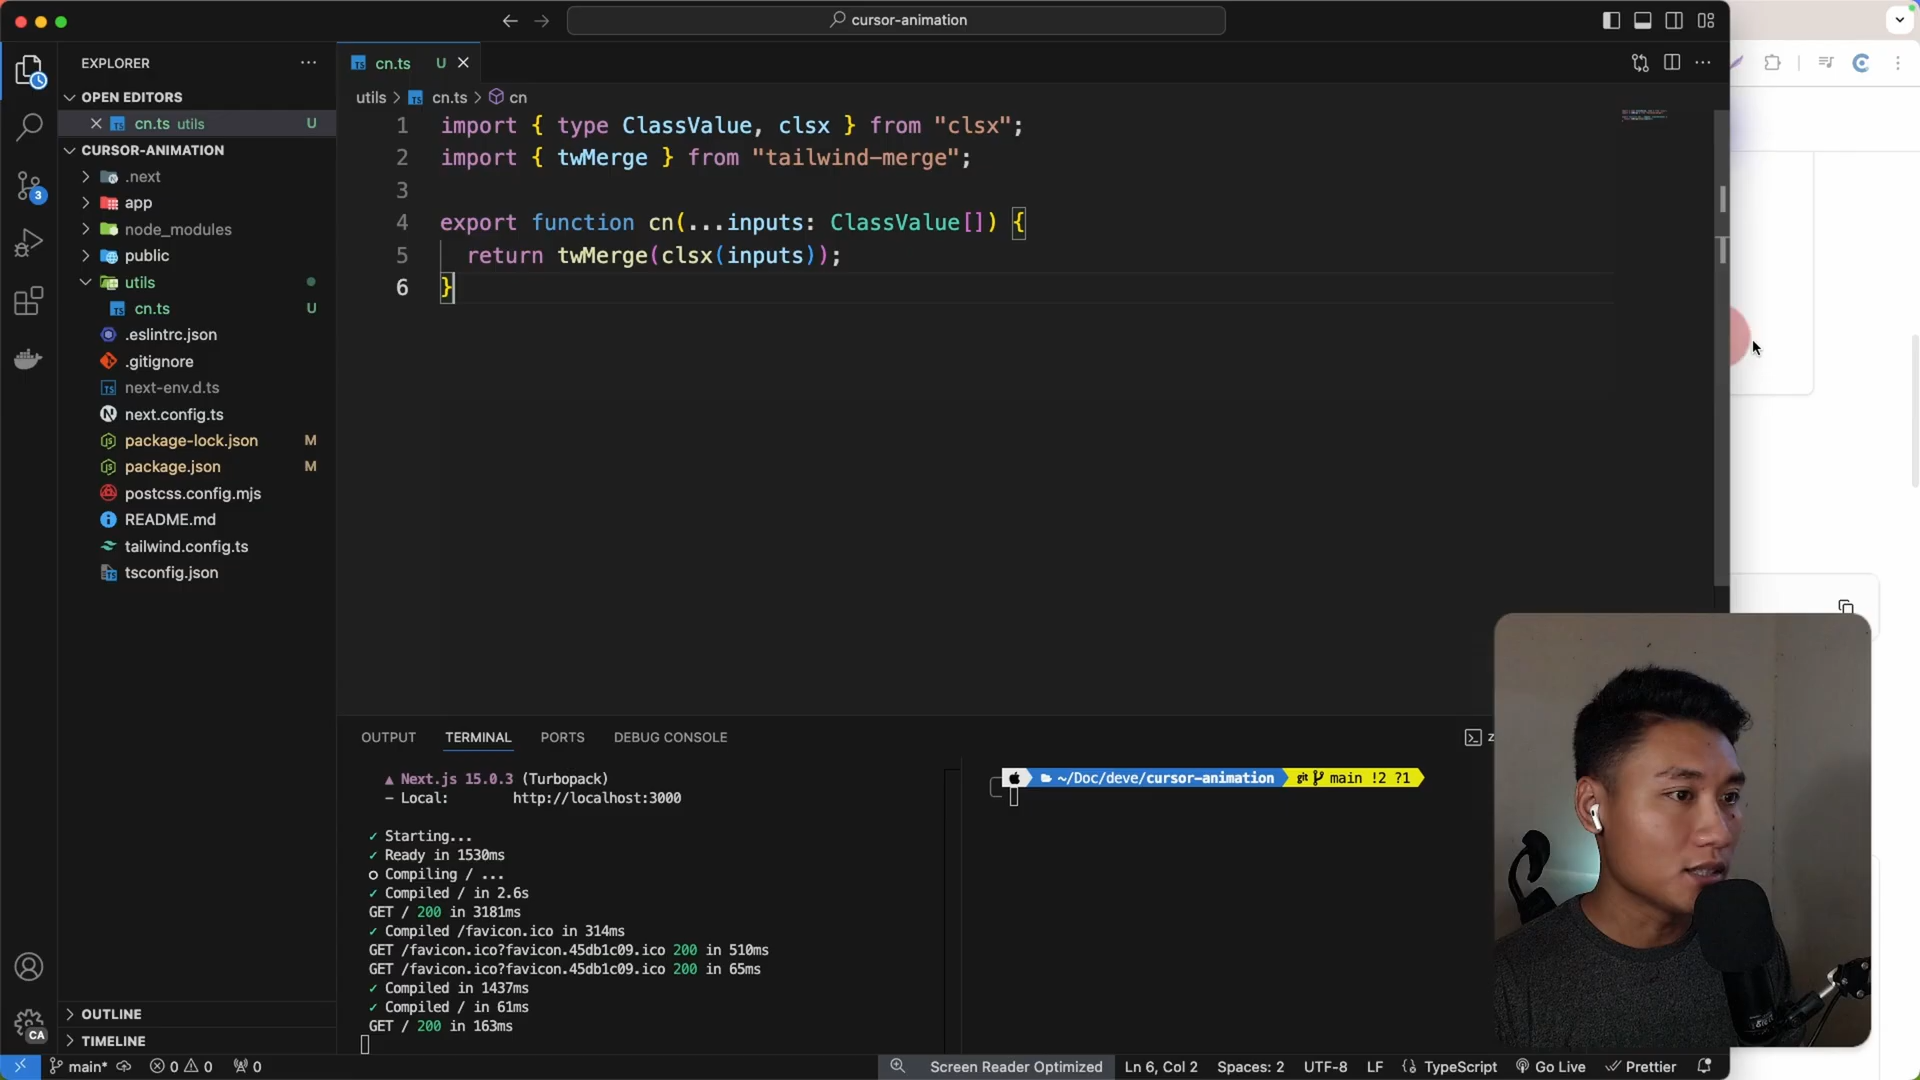 cursor-animation
EXPLORER
OPEN EDITORS
cn.ts utils U
CURSOR-ANIMATION
.next
app
node_modules
public
utils
cn.ts U
.eslintrc.json
.gitignore
next-env.d.ts
next.config.ts
package-lock.json M
package.json M
postcss.config.mjs
README.md
tailwind.config.ts
tsconfig.json
OUTLINE
TIMELINE
3
CA
cn.ts U
utils > cn.ts > cn
1 import { type ClassValue, clsx } from "clsx";
2 import { twMerge } from "tailwind-merge";
3
4 export function cn(...inputs: ClassValue[]) {
5 return twMerge(clsx(inputs));
6 }
OUTPUT TERMINAL PORTS DEBUG CONSOLE
▲ Next.js 15.0.3 (Turbopack)
- Local: http://localhost:3000
✓ Starting...
✓ Ready in 1530ms
○ Compiling / ...
✓ Compiled / in 2.6s
GET / 200 in 3181ms
✓ Compiled /favicon.ico in 314ms
GET /favicon.ico?favicon.45db1c09.ico 200 in 510ms
GET /favicon.ico?favicon.45db1c09.ico 200 in 65ms
✓ Compiled in 1437ms
✓ Compiled / in 61ms
GET / 200 in 163ms
~/Doc/deve/cursor-animation git main !2 ?1
z
main* 0 0 0 Screen Reader Optimized Ln 6, Col 2 Spaces: 2 UTF-8 LF TypeScript Go Live Prettier